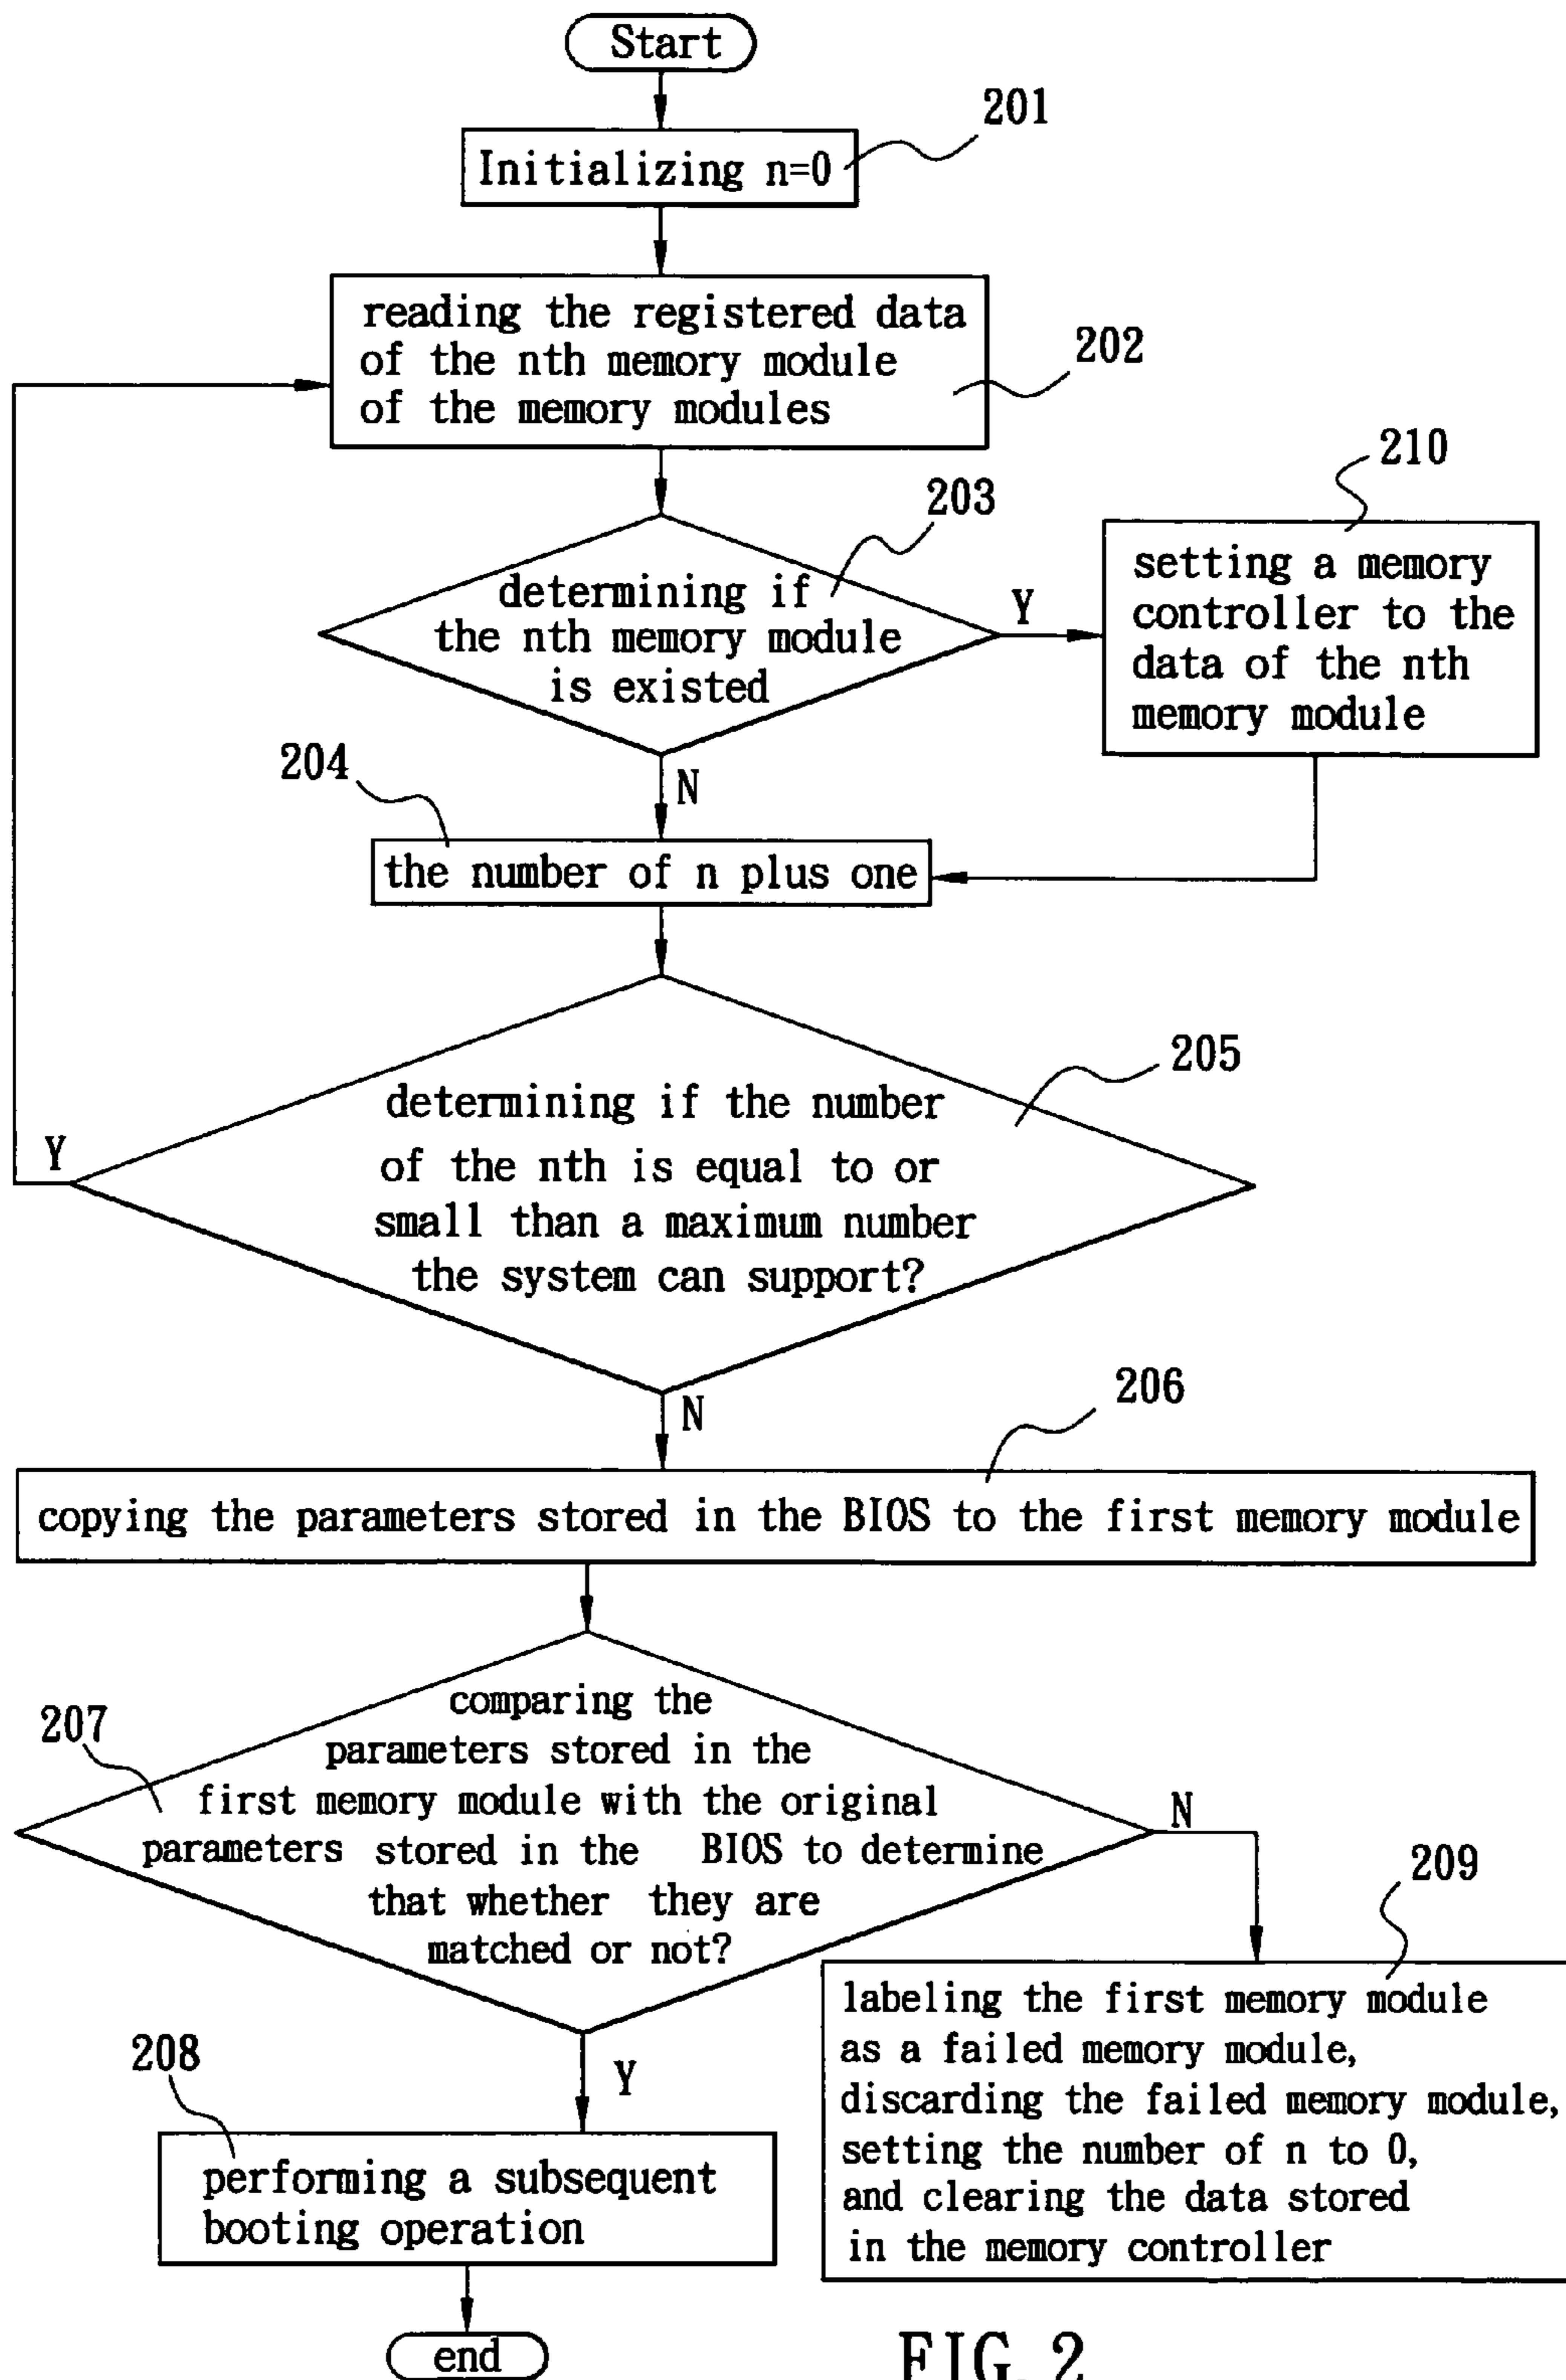 Start
201
Initializing n=0
reading the registered data
of the nth memory module
of the memory modules
202
210
203
determining if
the nth memory module
is existed
Y
setting a memory
controller to the
data of the nth
memory module
204
N
the number of n plus one
205
determining if the number
of the nth is equal to or
small than a maximum number
the system can support?
Y
N
206
copying the parameters stored in the BIOS to the first memory module
207
comparing the
parameters stored in the
first memory module with the original
parameters stored in the BIOS to determine
that whether they are
matched or not?
N
209
labeling the first memory module
as a failed memory module,
discarding the failed memory module,
setting the number of n to 0,
and clearing the data stored
in the memory controller
208
Y
performing a subsequent
booting operation
end
FIG. 2